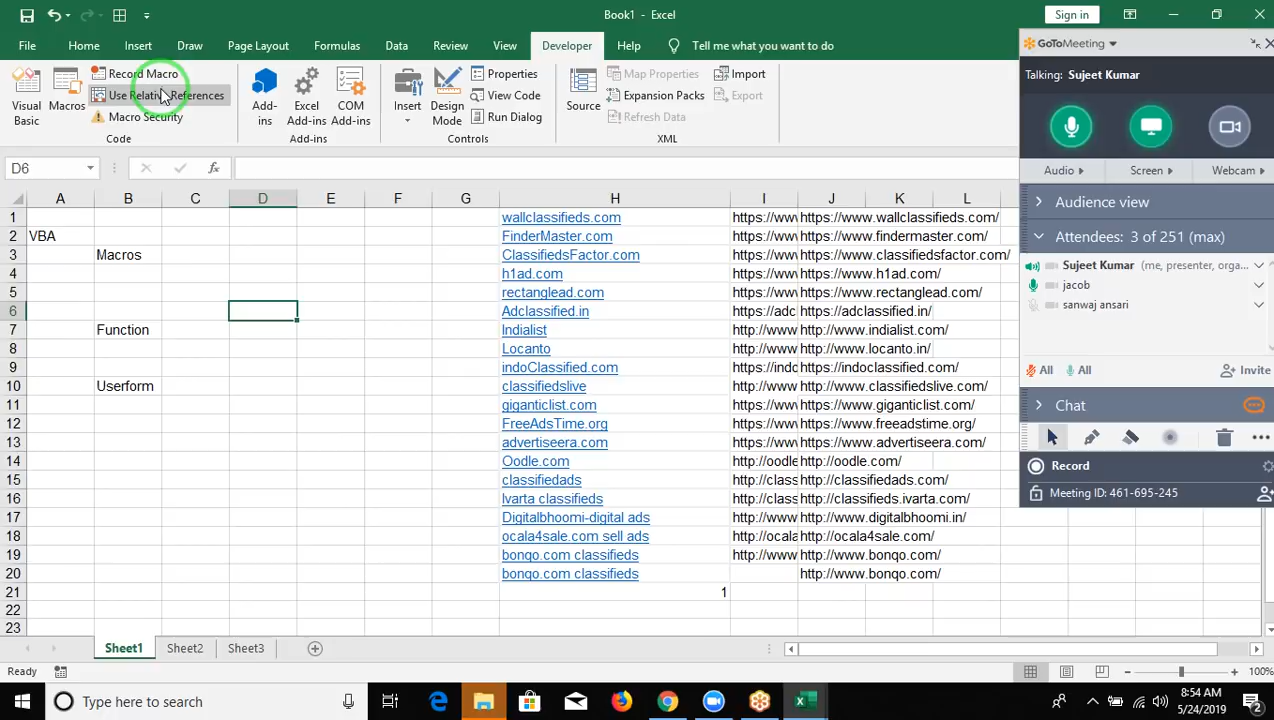 Book1 - Excel
Sign in
File Home Insert Draw Page Layout Formulas Data Review View Developer Help Tell me what you want to do
Visual Basic
Macros
Record Macro
Use Relative References
Macro Security
Code
Add-ins
Excel Add-ins
COM Add-ins
Add-ins
Insert
Design Mode
Properties
View Code
Run Dialog
Controls
Source
Map Properties
Expansion Packs
Refresh Data
Import
Export
XML
D6
fx
A B C D E F G H I J K L
1 wallclassifieds.com https://www https://www.wallclassifieds.com/
2 VBA FinderMaster.com https://www https://www.findermaster.com/
3 Macros ClassifiedsFactor.com https://www https://www.classifiedsfactor.com/
4 h1ad.com https://www https://www.h1ad.com/
5 rectanglead.com https://www https://www.rectanglead.com/
6 Adclassified.in https://adc https://adclassified.in/
7 Function Indialist http://www http://www.indialist.com/
8 Locanto http://www http://www.locanto.in/
9 indoClassified.com https://indo https://indoclassified.com/
10 Userform classifiedslive http://www http://www.classifiedslive.com/
11 giganticlist.com https://www https://www.giganticlist.com/
12 FreeAdsTime.org https://www https://www.freeadstime.org/
13 advertiseera.com https://www https://www.advertiseera.com/
14 Oodle.com http://oodle http://oodle.com/
15 classifiedads http://class http://classifiedads.com/
16 Ivarta classifieds http://class http://classifieds.ivarta.com/
17 Digitalbhoomi-digital ads http://www http://www.digitalbhoomi.in/
18 ocala4sale.com sell ads http://ocala http://ocala4sale.com/
19 bonqo.com classifieds http://www http://www.bonqo.com/
20 bonqo.com classifieds http://www.bonqo.com/
21 1
22
23
Sheet1 Sheet2 Sheet3
Ready
100%
GoToMeeting
Talking: Sujeet Kumar
Audio Screen Webcam
Audience view
Attendees: 3 of 251 (max)
Sujeet Kumar (me, presenter, orga...
jacob
sanwaj ansari
All All Invite
Chat
Record
Meeting ID: 461-695-245
Type here to search
8:54 AM
5/24/2019
2